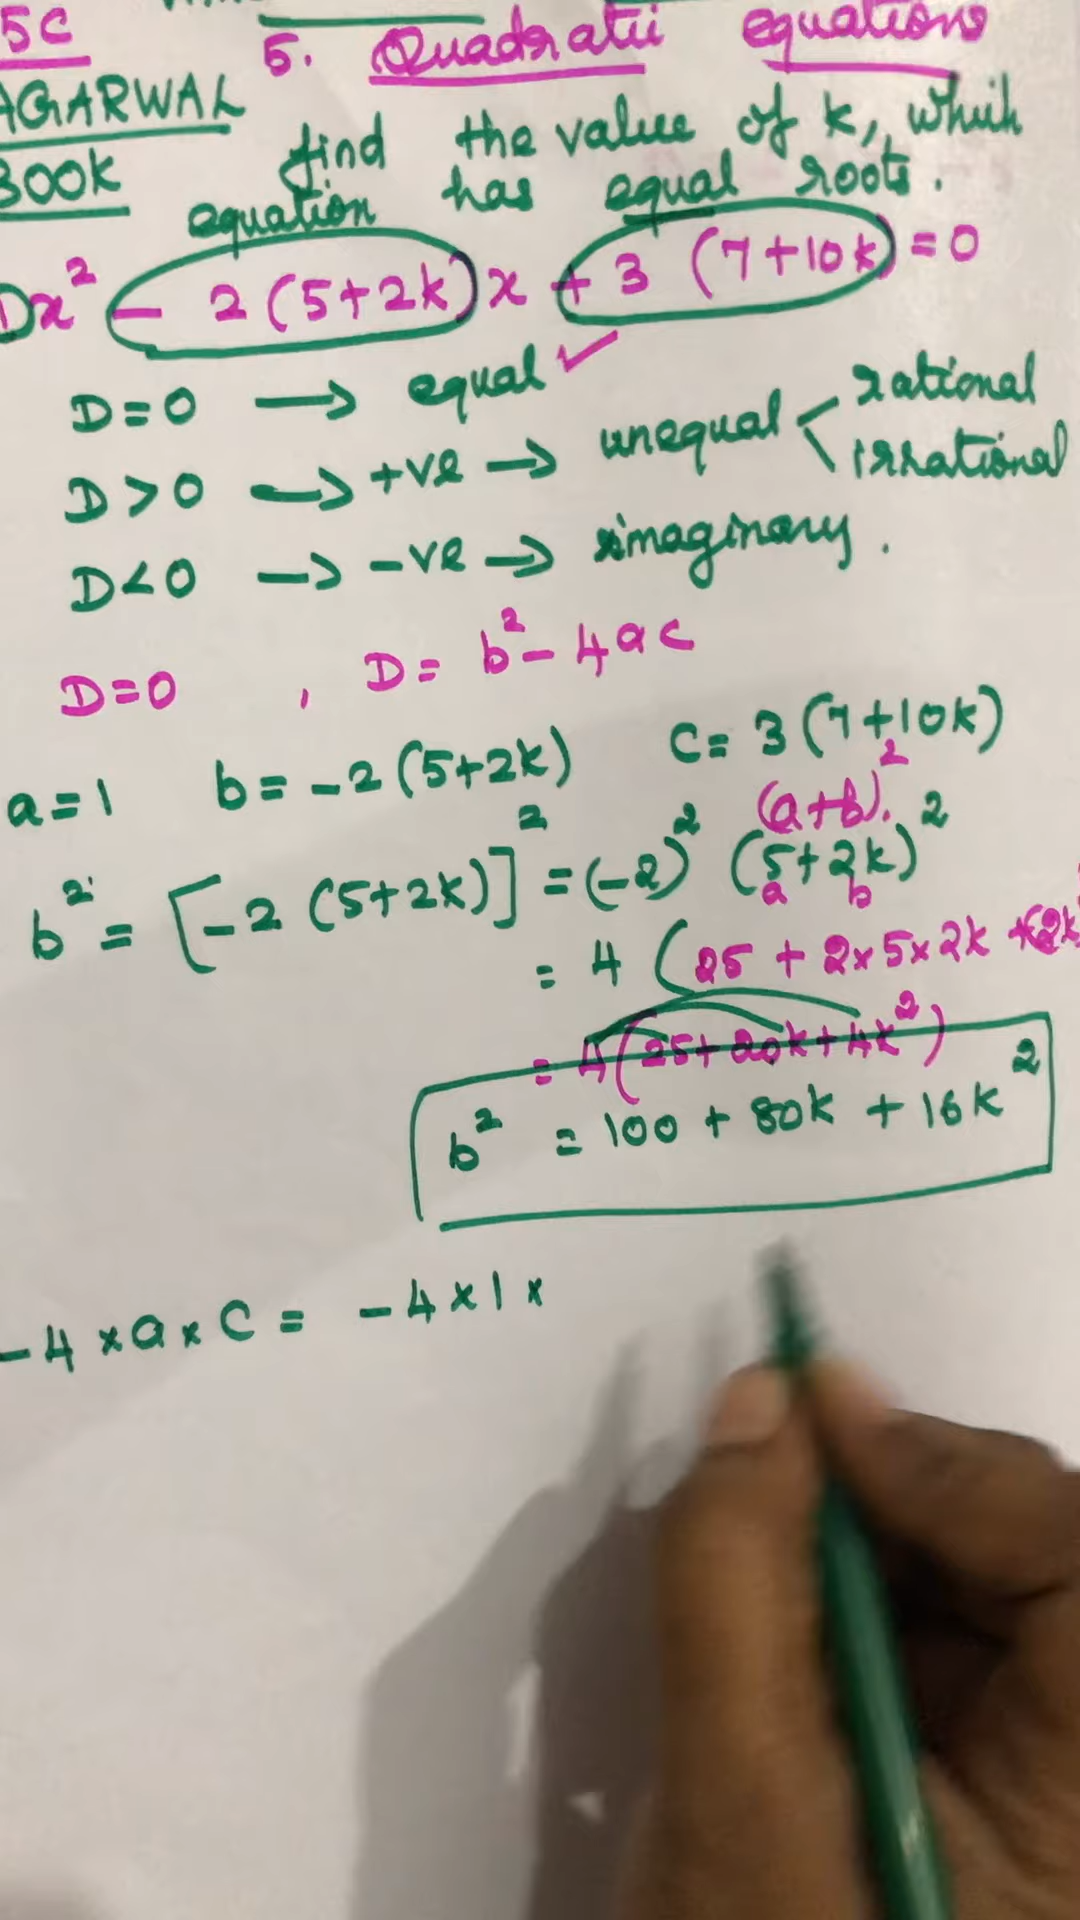 5C 5. Quadratic equations
AGARWAL
BOOK find the value of k, which
equation has equal roots.
Dx² - 2(5+2k)x + 3(7+10k) = 0
D=0 → equal ✓
D>0 → +ve → unequal < rational
irrational
D<0 → -ve → imaginary.
D=0 , D= b²-4ac
a=1 b=-2(5+2k) C= 3(7+10k)
(a+b)²
b² = [-2(5+2k)]² = (-2)² (5+2k)²
a b
= 4(25 + 2×5×2k +(2k
= 4(25+20k+4k²)
b² = 100 + 80k + 16k²
-4×a×C = -4×1×